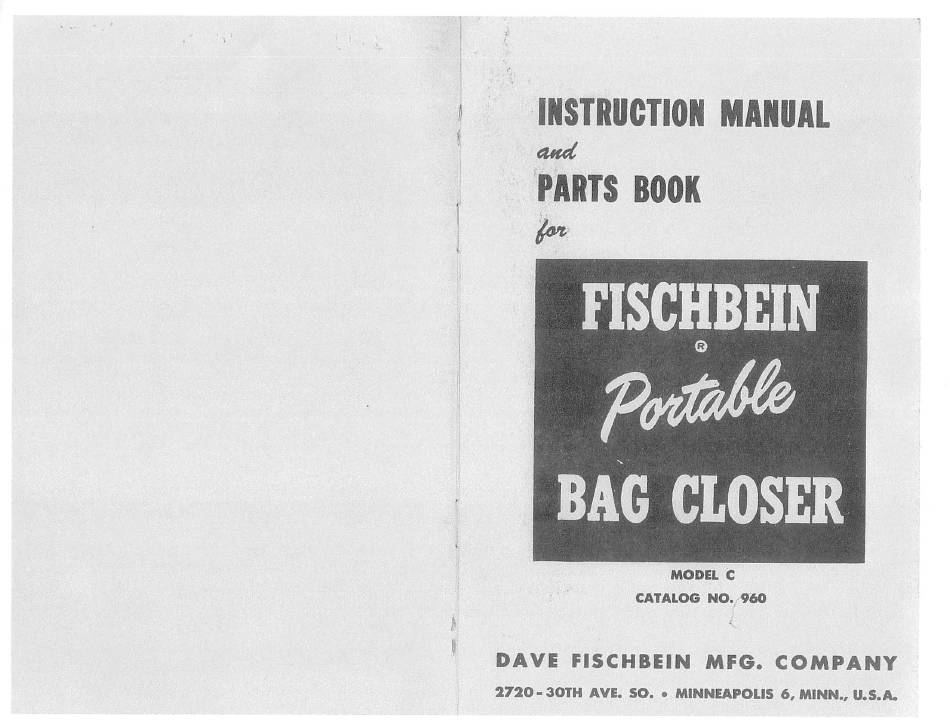 INSTRUCTION MANUAL
and
PARTS BOOK
for
FISCHBEIN
®
Portable
BAG CLOSER
MODEL C
CATALOG NO. 960
DAVE FISCHBEIN MFG. COMPANY
2720-30TH AVE. SO. • MINNEAPOLIS 6, MINN., U.S.A.